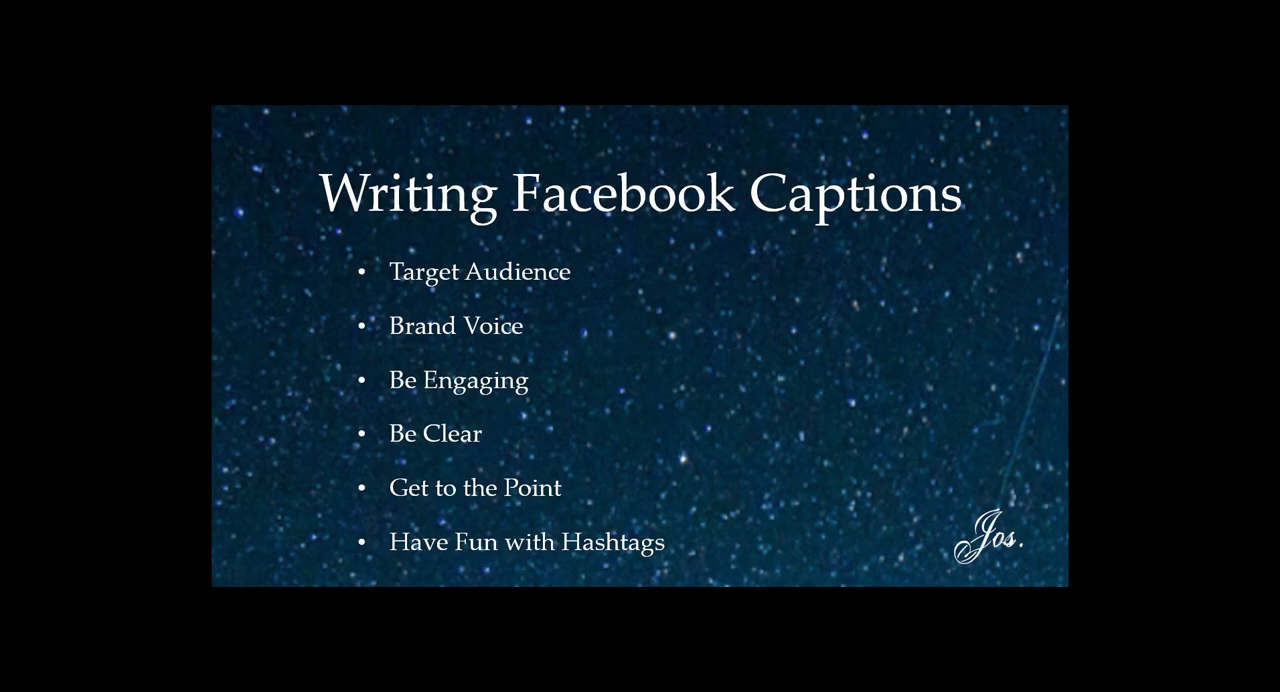 Writing Facebook Captions
• Target Audience
• Brand Voice
• Be Engaging
• Be Clear
• Get to the Point
• Have Fun with Hashtags
Jos.